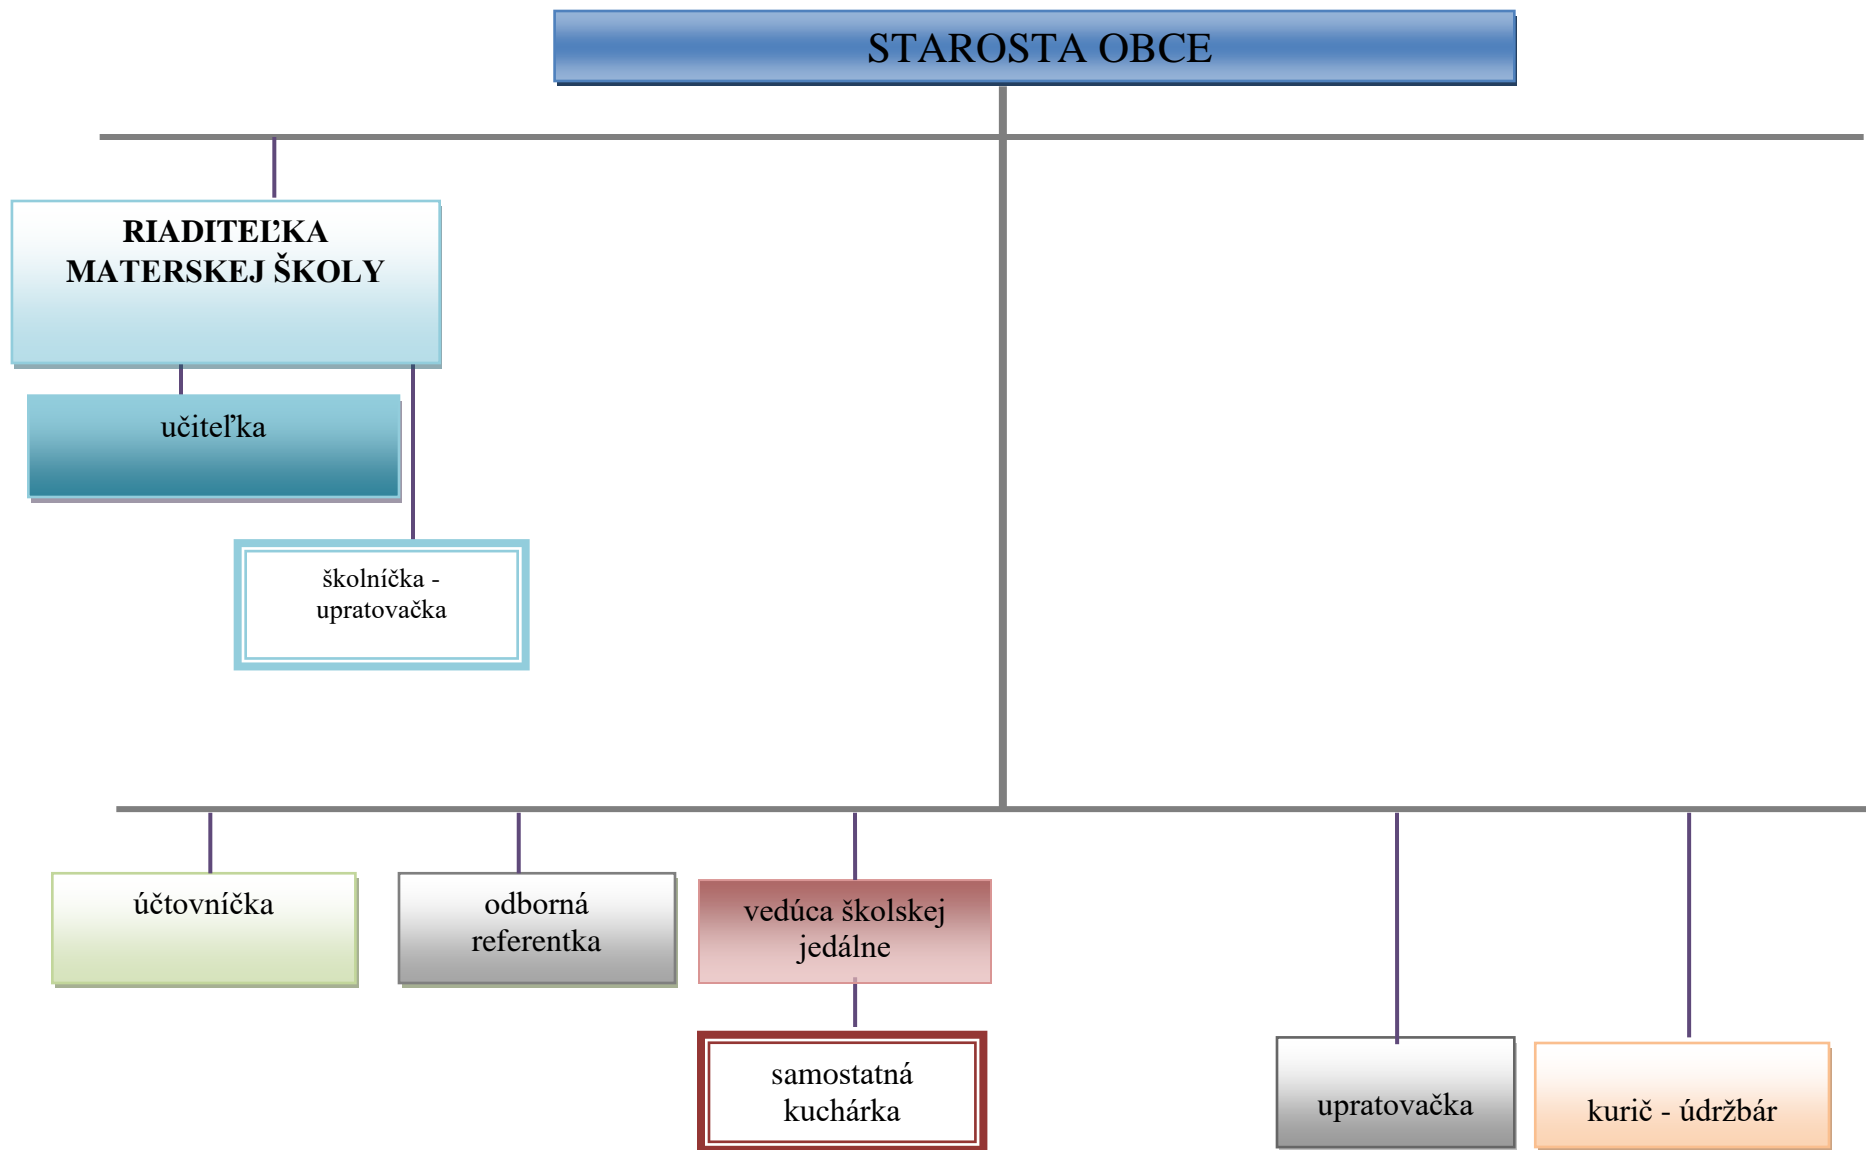 STAROSTA OBCE
RIADITEĽKA
MATERSKEJ ŠKOLY
učiteľka
školníčka -
upratovačka
účtovníčka
odborná
referentka
vedúca školskej
jedálne
samostatná
kuchárka
upratovačka
kurič - údržbár